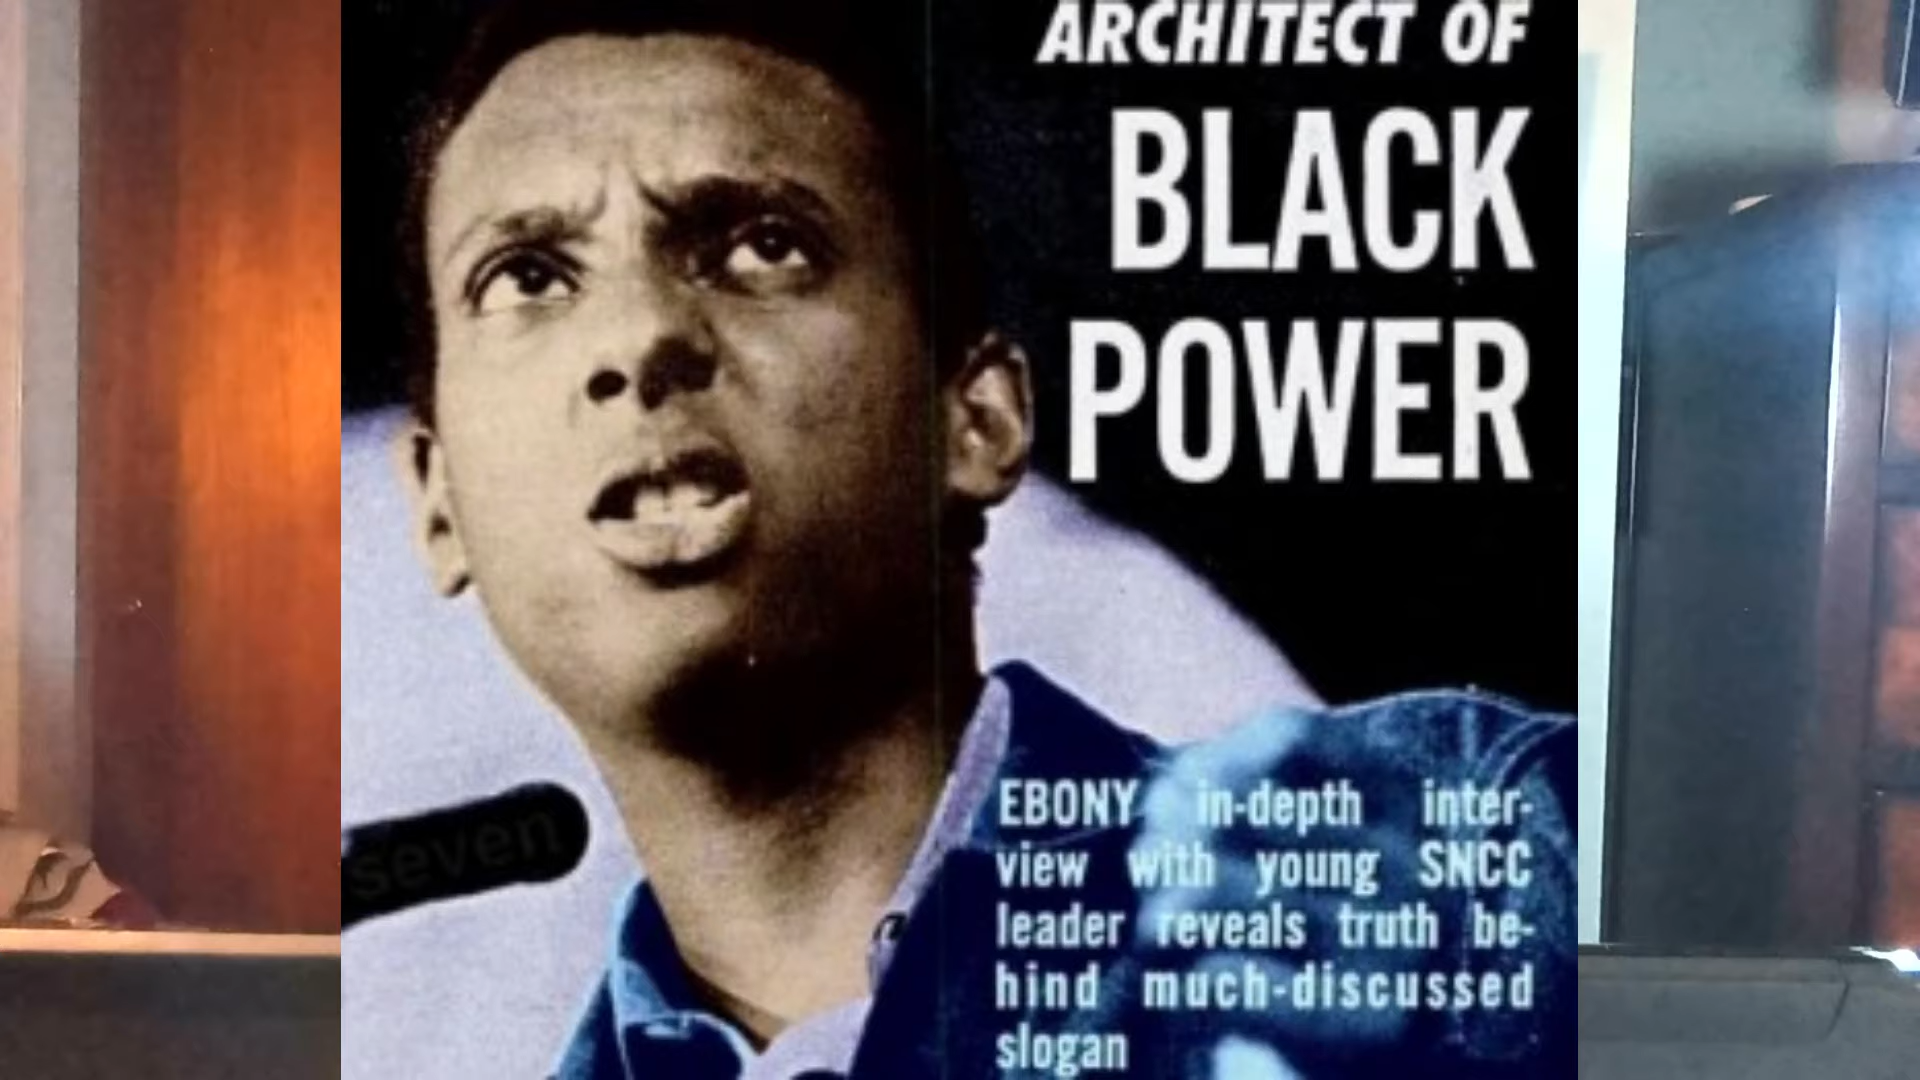 ARCHITECT OF
BLACK
POWER
seven
EBONY in-depth inter-
view with young SNCC
leader reveals truth be-
hind much-discussed
slogan